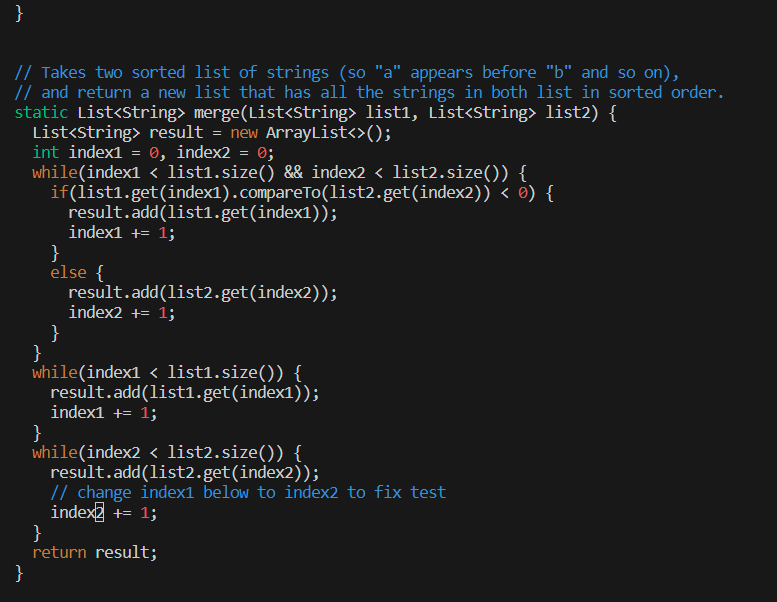 }
// Takes two sorted list of strings (so "a" appears before "b" and so on),
// and return a new list that has all the strings in both list in sorted order.
static List<String> merge(List<String> list1, List<String> list2) {
  List<String> result = new ArrayList<>();
  int index1 = 0, index2 = 0;
  while(index1 < list1.size() && index2 < list2.size()) {
    if(list1.get(index1).compareTo(list2.get(index2)) < 0) {
      result.add(list1.get(index1));
      index1 += 1;
    }
    else {
      result.add(list2.get(index2));
      index2 += 1;
    }
  }
  while(index1 < list1.size()) {
    result.add(list1.get(index1));
    index1 += 1;
  }
  while(index2 < list2.size()) {
    result.add(list2.get(index2));
    // change index1 below to index2 to fix test
    index2 += 1;
  }
  return result;
}